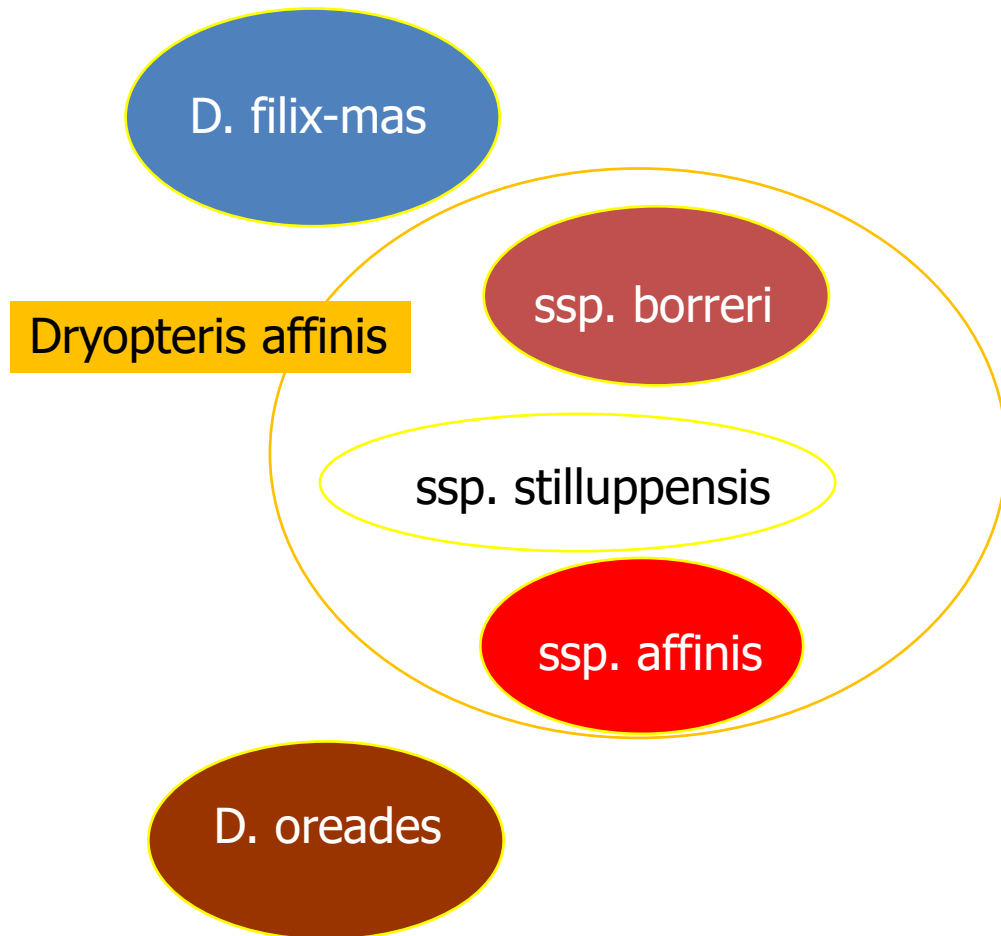 D. filix-mas
ssp. borreri
Dryopteris affinis
ssp. stilluppensis
ssp. affinis
D. oreades